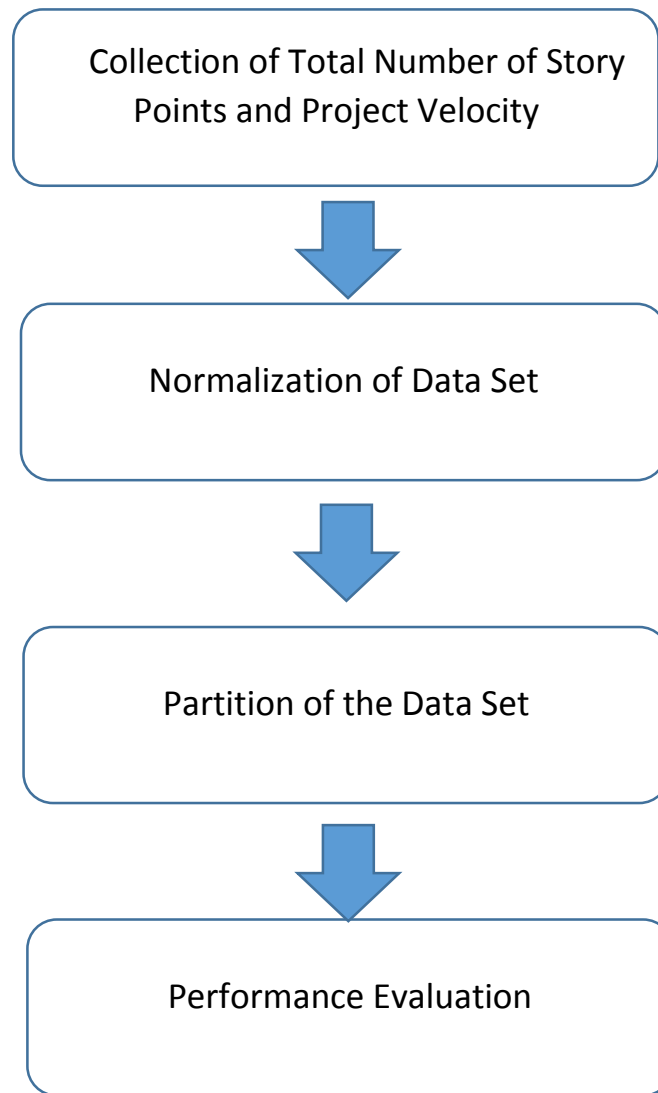 Collection of Total Number of Story
Points and Project Velocity
Normalization of Data Set
Partition of the Data Set
Performance Evaluation